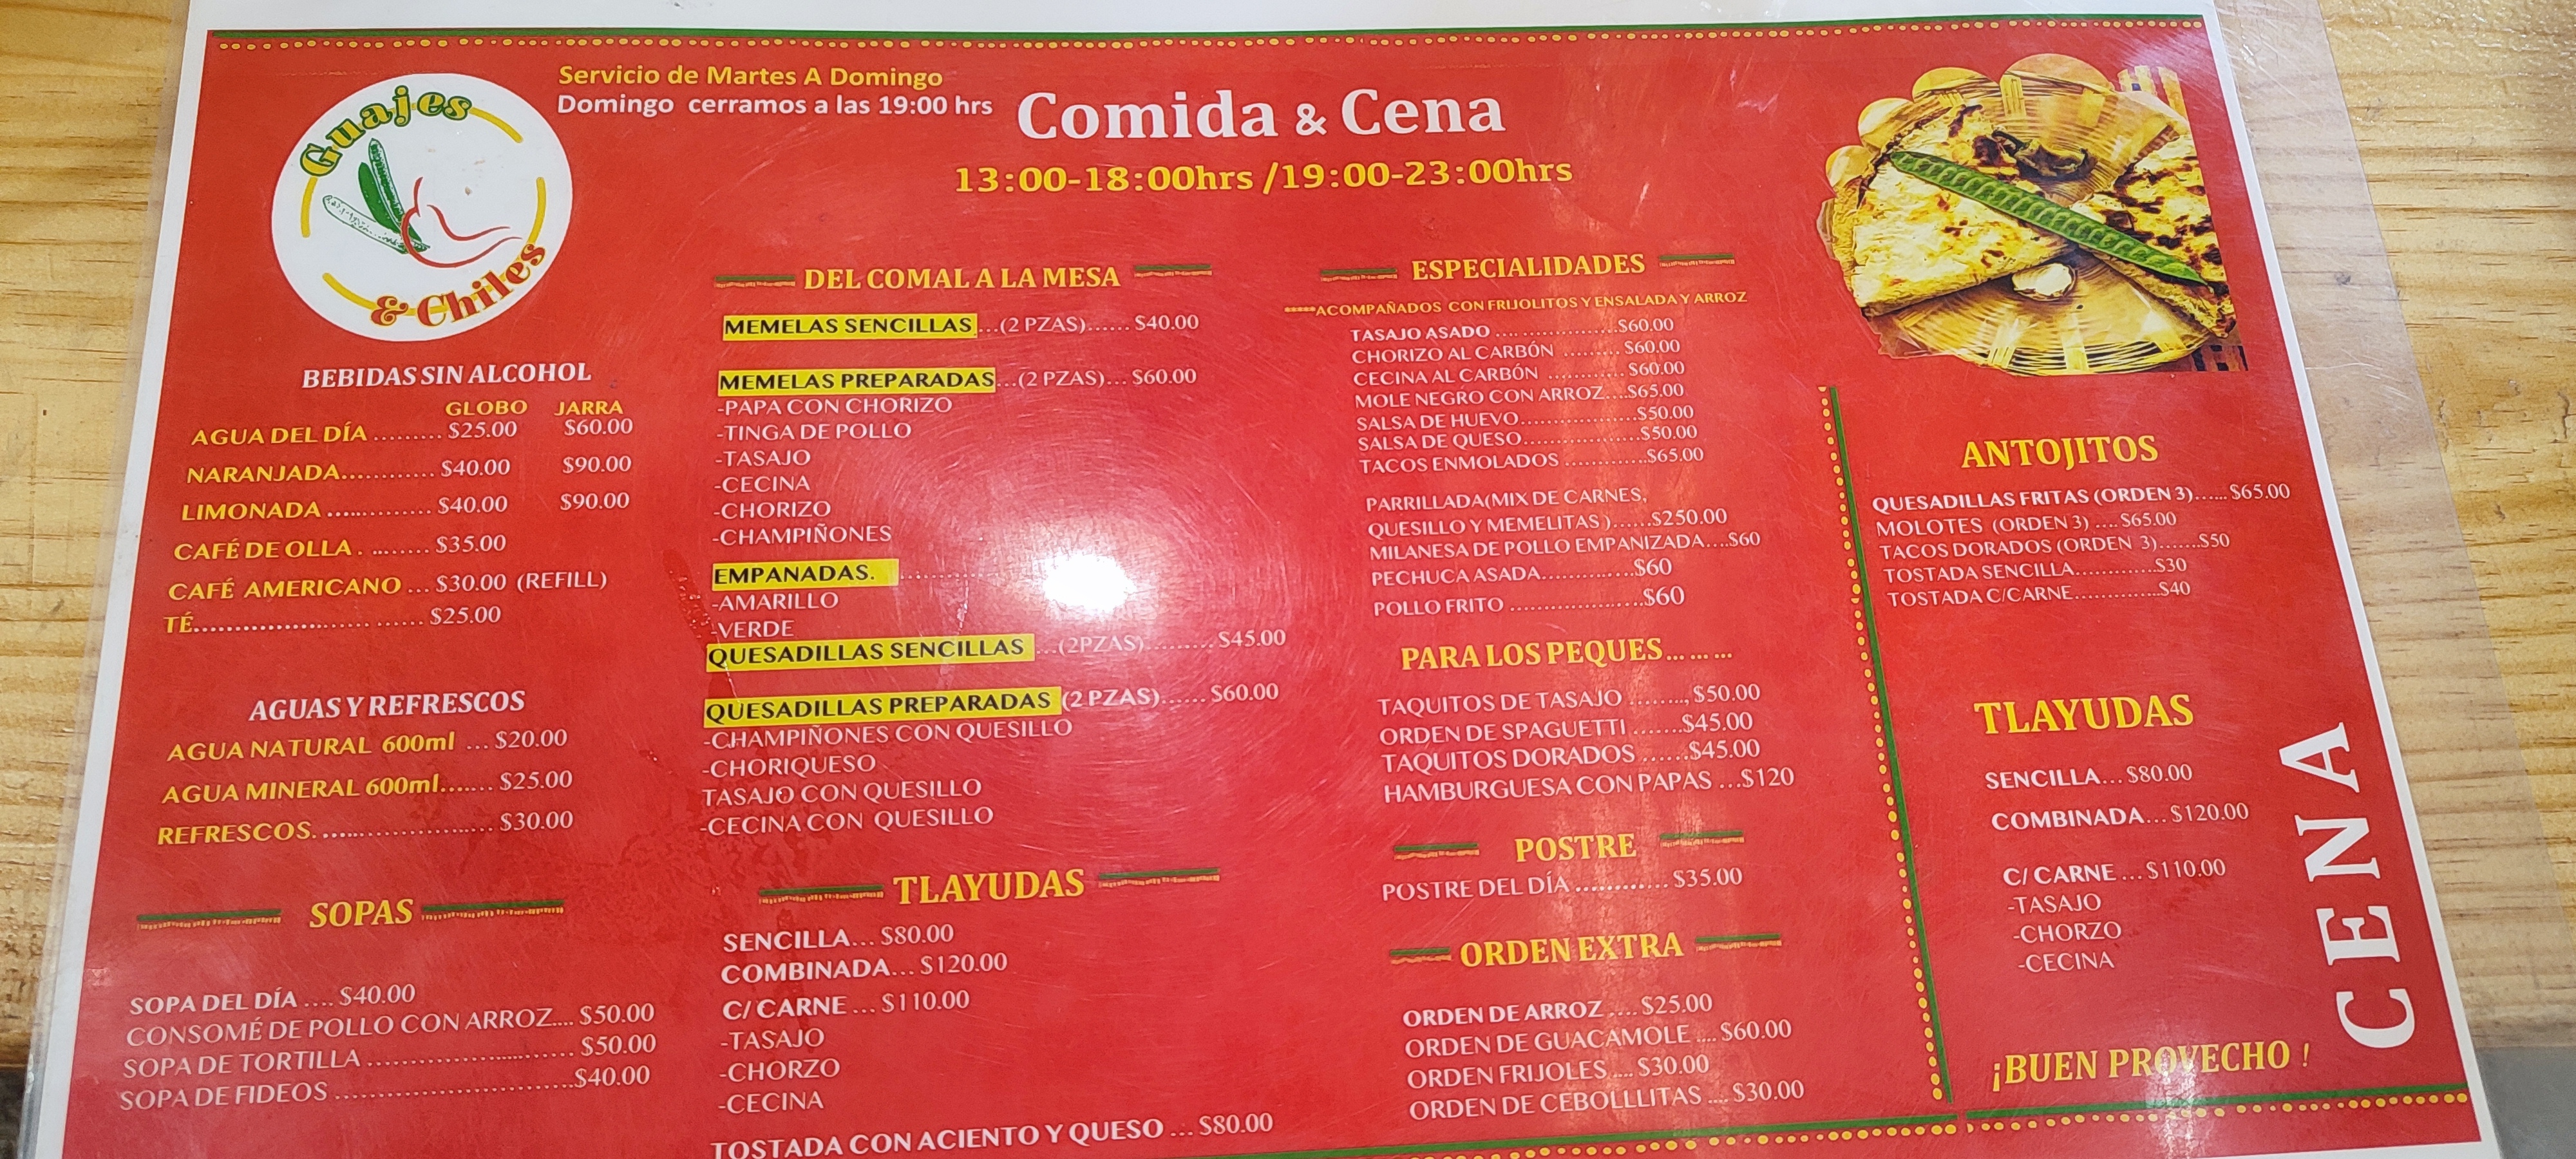 Guajes
& Chiles
Servicio de Martes A Domingo
Domingo cerramos a las 19:00 hrs
Comida & Cena
13:00-18:00hrs /19:00-23:00hrs
BEBIDAS SIN ALCOHOL
GLOBO JARRA
AGUA DEL DÍA ......... $25.00 $60.00
NARANJADA............ $40.00 $90.00
LIMONADA ............... $40.00 $90.00
CAFÉ DE OLLA . ........ $35.00
CAFÉ AMERICANO ... $30.00 (REFILL)
TÉ............................. $25.00
AGUAS Y REFRESCOS
AGUA NATURAL 600ml ... $20.00
AGUA MINERAL 600ml....... $25.00
REFRESCOS........................ $30.00
SOPAS
SOPA DEL DÍA .... $40.00
CONSOMÉ DE POLLO CON ARROZ.... $50.00
SOPA DE TORTILLA ............................ $50.00
SOPA DE FIDEOS ..............................$40.00
DEL COMAL A LA MESA
MEMELAS SENCILLAS....(2 PZAS)...... $40.00
MEMELAS PREPARADAS...(2 PZAS)... $60.00
-PAPA CON CHORIZO
-TINGA DE POLLO
-TASAJO
-CECINA
-CHORIZO
-CHAMPIÑONES
EMPANADAS. ............
-AMARILLO
-VERDE
QUESADILLAS SENCILLAS ...(2PZAS).......... $45.00
QUESADILLAS PREPARADAS (2 PZAS)...... $60.00
-CHAMPIÑONES CON QUESILLO
-CHORIQUESO
TASAJO CON QUESILLO
-CECINA CON QUESILLO
TLAYUDAS
SENCILLA... $80.00
COMBINADA... $120.00
C/ CARNE ... $110.00
-TASAJO
-CHORZO
-CECINA
TOSTADA CON ACIENTO Y QUESO ... $80.00
ESPECIALIDADES
*****ACOMPAÑADOS CON FRIJOLITOS Y ENSALADA Y ARROZ
TASAJO ASADO .....................$60.00
CHORIZO AL CARBÓN ......... $60.00
CECINA AL CARBÓN ............ $60.00
MOLE NEGRO CON ARROZ....$65.00
SALSA DE HUEVO.....................$50.00
SALSA DE QUESO.....................$50.00
TACOS ENMOLADOS .............$65.00
PARRILLADA(MIX DE CARNES,
QUESILLO Y MEMELITAS )......$250.00
MILANESA DE POLLO EMPANIZADA....$60
PECHUCA ASADA...............$60
POLLO FRITO ......................$60
PARA LOS PEQUES... ... ...
TAQUITOS DE TASAJO ........, $50.00
ORDEN DE SPAGUETTI .......$45.00
TAQUITOS DORADOS ......$45.00
HAMBURGUESA CON PAPAS ...$120
POSTRE
POSTRE DEL DÍA ............ $35.00
ORDEN EXTRA
ORDEN DE ARROZ .... $25.00
ORDEN DE GUACAMOLE .... $60.00
ORDEN FRIJOLES .... $30.00
ORDEN DE CEBOLLLITAS .... $30.00
ANTOJITOS
QUESADILLAS FRITAS (ORDEN 3)...... $65.00
MOLOTES (ORDEN 3) .... $65.00
TACOS DORADOS (ORDEN 3).......$50
TOSTADA SENCILLA.............$30
TOSTADA C/CARNE..............$40
TLAYUDAS
SENCILLA... $80.00
COMBINADA... $120.00
C/ CARNE ... $110.00
-TASAJO
-CHORZO
-CECINA
CENA
¡BUEN PROVECHO !